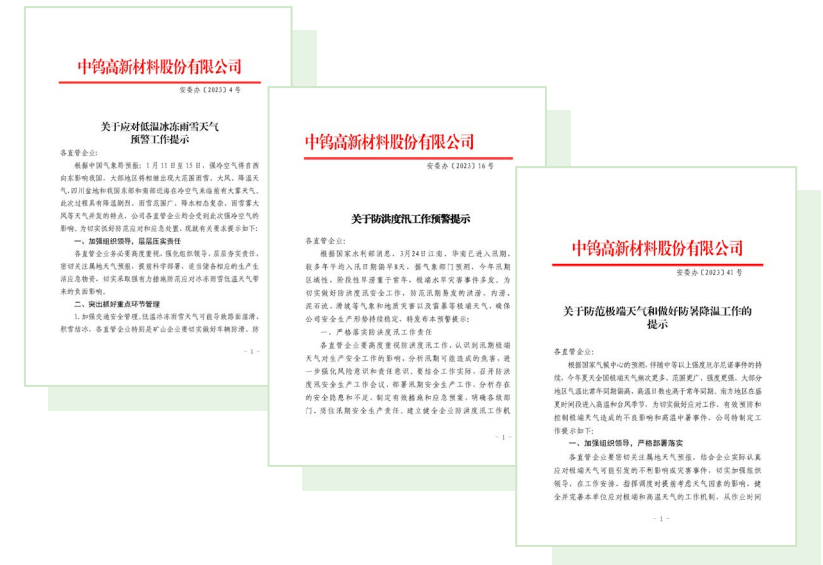 中钨高新材料股份有限公司
安委办〔2023〕4 号
关于应对低温冰冻雨雪天气
预警工作提示
各直管企业:
根据中国气象局预报:1 月 11 日至 15 日,强冷空气将自西
向东影响我国,大部地区将相继出现大范围雨雪、大风、降温天
气,四川盆地和我国东部和南部近海在冷空气来临前有大雾天气。
此次过程具有降温剧烈、雨雪范围广、降水相态复杂、雨雪雾大
风等天气并发的特点,公司各直管企业均会受到此次强冷空气的
影响。为切实抓好防范应对和应急处置,现就有关要求提示如下:
一、加强组织领导,层层压实责任
各直管企业务必要高度重视,强化组织领导,层层夯实责任,
密切关注属地天气预报,提前科学部署,适当储备相应的生产生
活应急物资,切实采取强有力措施防范应对冰冻雨雪低温天气带
来的负面影响。
二、突出抓好重点环节管理
1.加强交通安全管理。低温冰冻雨雪天气可能导致路面湿滑、
积雪结冰,各直管企业特别是矿山企业要切实做好车辆防滑、防
- 1 -
中钨高新材料股份有限公司
安委办〔2023〕16 号
关于防洪度汛工作预警提示
各直管企业:
根据国家水利部消息,3月24日江南、华南已进入汛期,
较多年平均入汛日期偏早8天。据气象部门预测,今年汛期
区域性、阶段性旱涝重于常年,极端水旱灾害事件多发。为
切实做好防洪度汛安全工作,防范汛期易发的洪涝、内涝、
泥石流、滑坡等气象和地质灾害以及雷暴等极端天气,确保
公司安全生产形势持续稳定,特发布本预警提示:
一、严格落实防洪度汛工作责任
各直管企业要高度重视防洪度汛工作,认识到汛期极端
天气对生产安全工作的影响,分析汛期可能造成的危害,进
一步强化风险意识和责任意识。要结合工作实际,召开防洪
度汛安全生产工作会议,部署汛期安全生产工作,分析存在
的安全隐患和不足,制定有效措施和应急预案,明确各级部
门、岗位汛期安全生产责任。建立健全企业防洪度汛工作机
- 1 -
中钨高新材料股份有限公司
安委办〔2023〕41 号
关于防范极端天气和做好防暑降温工作的
提示
各直管企业:
根据国家气候中心的预测,伴随中等以上强度厄尔尼诺事件的持
续,今年夏天全国极端天气频次更多、范围更广、强度更强。大部分
地区气温比常年同期偏高,高温日数也高于常年同期。南方地区在盛
夏时间段进入高温和台风季节,为切实做好应对工作,有效预防和
控制极端天气造成的不良影响和高温中暑事件,公司特制定工
作提示如下:
一、加强组织领导,严格部署落实
各直管企业要密切关注属地天气预报,结合企业实际认真
应对极端天气可能引发的不利影响或灾害事件,切实加强组织
领导,在工作安排、指挥调度时提前考虑天气因素的影响,健
全并完善本单位应对极端和高温天气的工作机制,从作业时间
- 1 -